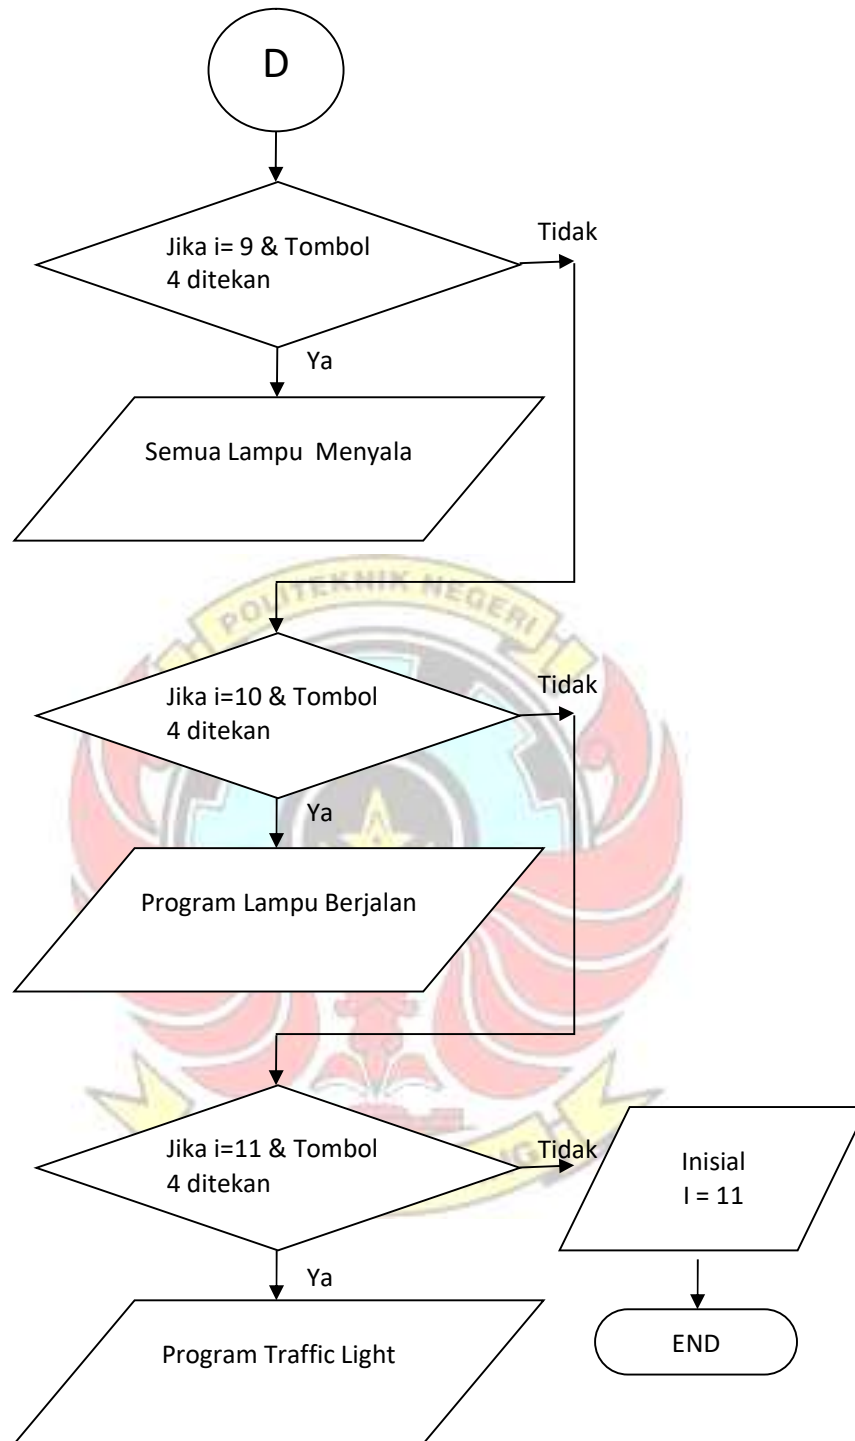 D
Jika i= 9 & Tombol
4 ditekan
Tidak
Ya
Semua Lampu  Menyala
POLITEKNIK NEGERI
Jika i=10 & Tombol
4 ditekan
Tidak
Ya
Program Lampu Berjalan
Jika i=11 & Tombol
4 ditekan
Tidak
Inisial
I = 11
Ya
END
Program Traffic Light